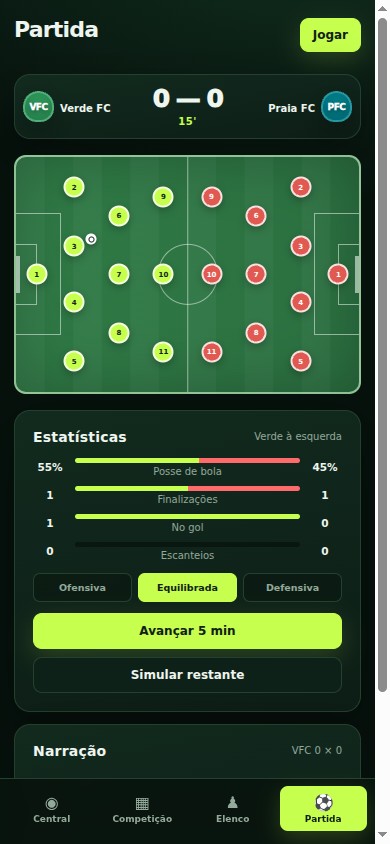 Partida
Jogar
VFC Verde FC 0 — 0 Praia FC PFC
15'
2 9 9 2
6 6
3 3
1 7 10 10 7 1
4 4
8 8
5 11 11 5
Estatísticas Verde à esquerda
55% Posse de bola 45%
1 Finalizações 1
1 No gol 0
0 Escanteios 0
Ofensiva Equilibrada Defensiva
Avançar 5 min
Simular restante
Narração VFC 0 × 0
Central Competição Elenco Partida